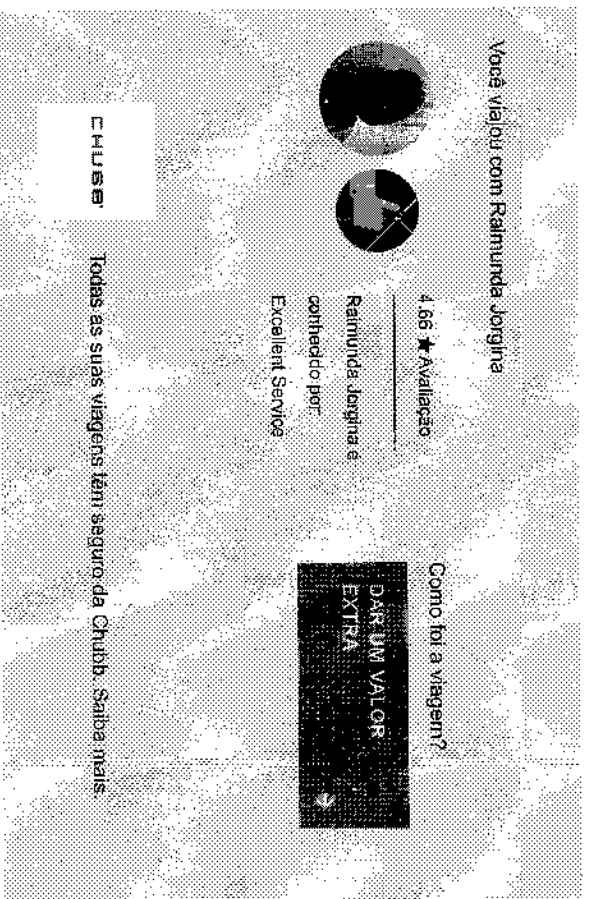 Você viajou com Raimunda Jorgina
4.66 ★ Avaliação
Raimunda Jorgina é
conhecido por:
Excellent Service
Como foi a viagem?
DAR UM VALOR
EXTRA
CHUBB®
Todas as suas viagens têm seguro da Chubb. Saiba mais.